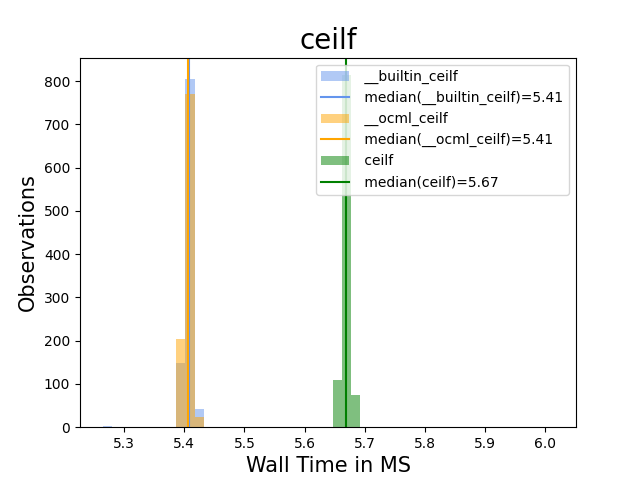 ceilf
__builtin_ceilf
median(__builtin_ceilf)=5.41
__ocml_ceilf
median(__ocml_ceilf)=5.41
ceilf
median(ceilf)=5.67
Observations
800
700
600
500
400
300
200
100
0
5.3 5.4 5.5 5.6 5.7 5.8 5.9 6.0
Wall Time in MS